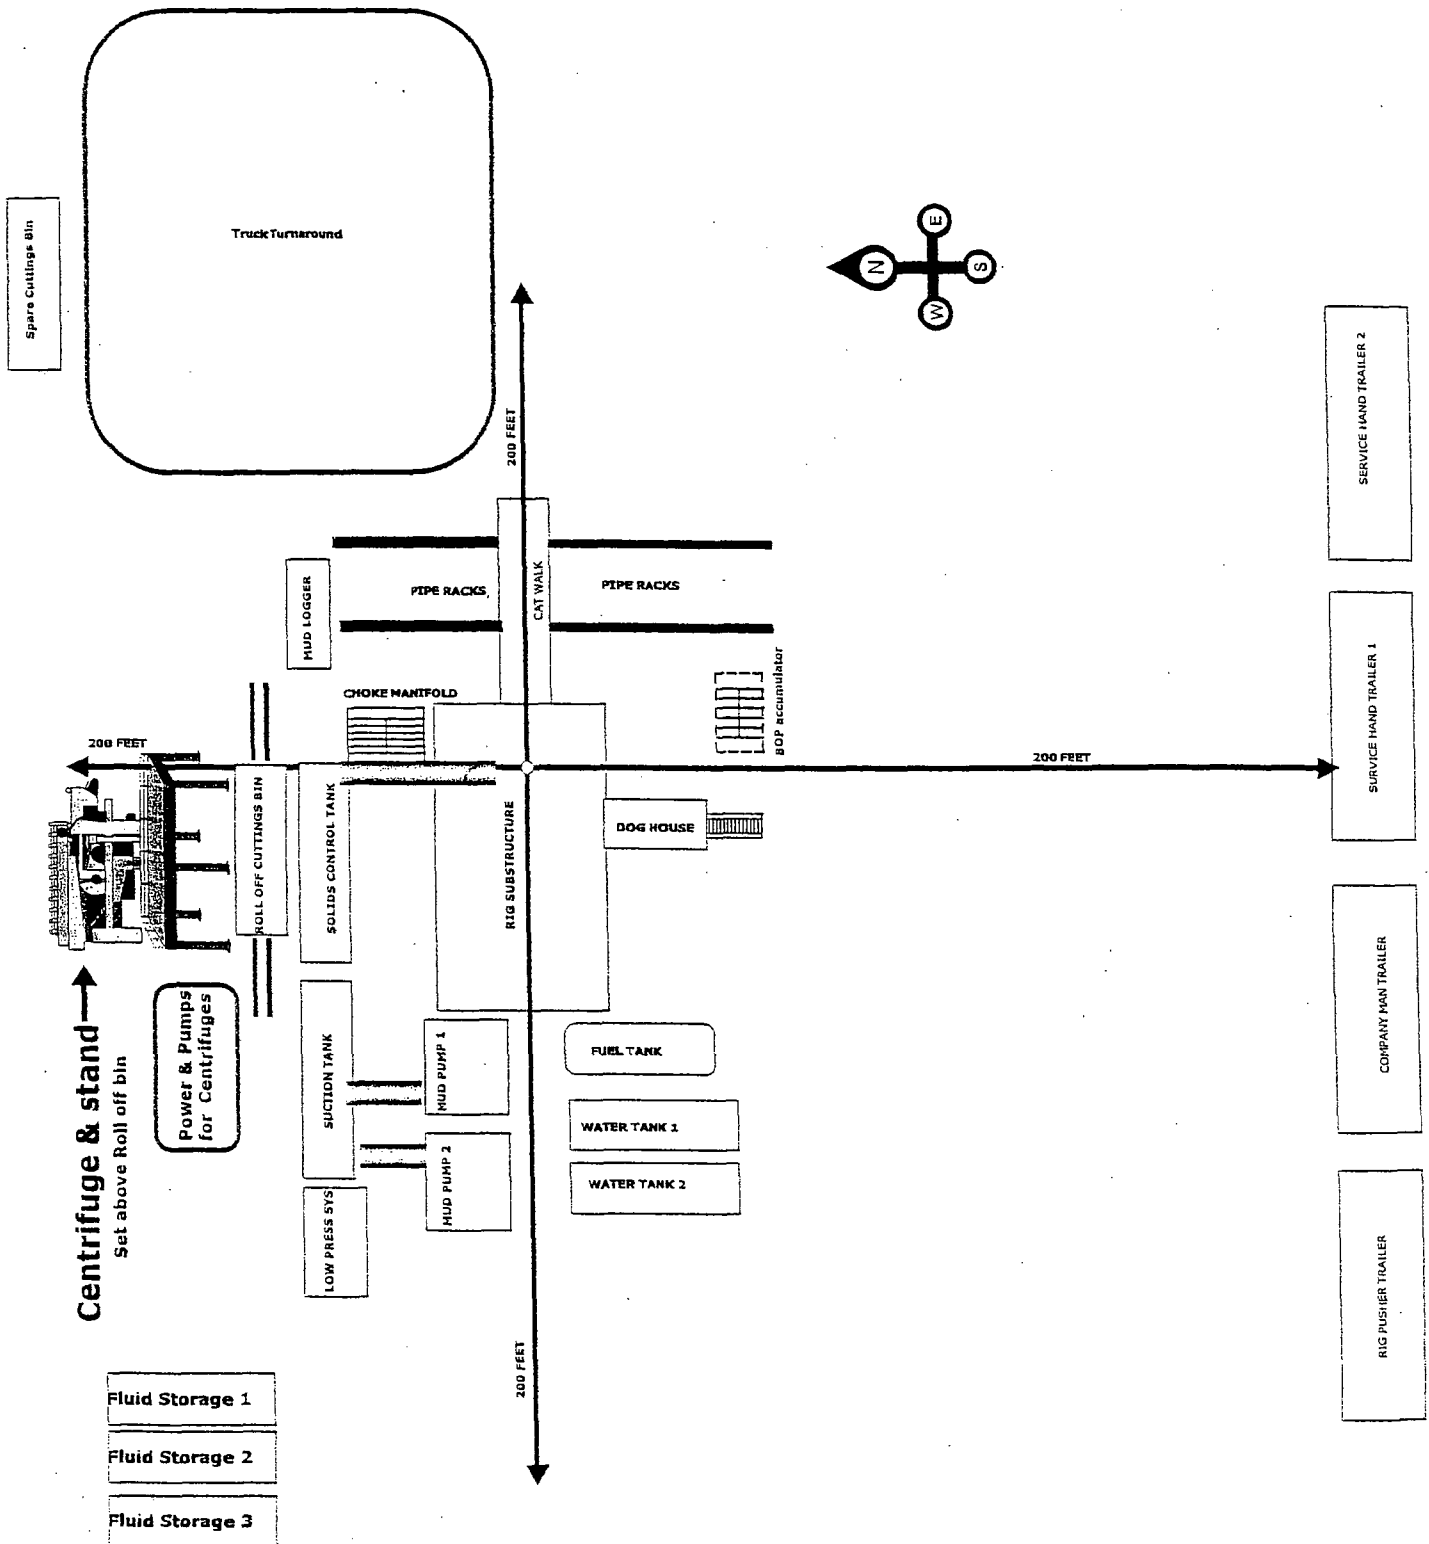 Spare Cuttings Bin
Truck Turnaround
N
E
S
W
200 FEET
SERVICE HAND TRAILER 2
MUD LOGGER
PIPE RACKS
CAT WALK
PIPE RACKS
CHOKE MANIFOLD
BOP accumulator
SURVICE HAND TRAILER 1
200 FEET
200 FEET
ROLL OFF CUTTINGS BIN
SOLIDS CONTROL TANK
RIG SUBSTRUCTURE
DOG HOUSE
Centrifuge & stand
Set above Roll off bin
Power & Pumps
for Centrifuges
SUCTION TANK
MUD PUMP 1
FUEL TANK
COMPANY MAN TRAILER
WATER TANK 1
MUD PUMP 2
WATER TANK 2
LOW PRESS SYS
RIG PUSHER TRAILER
200 FEET
Fluid Storage 1
Fluid Storage 2
Fluid Storage 3